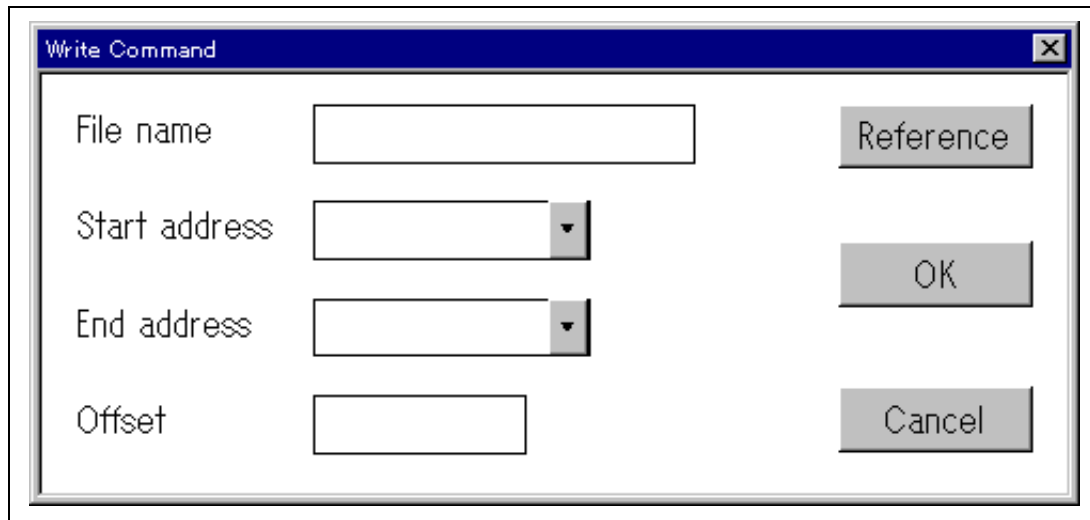 Write Command
File name
Reference
Start address
OK
End address
Offset
Cancel